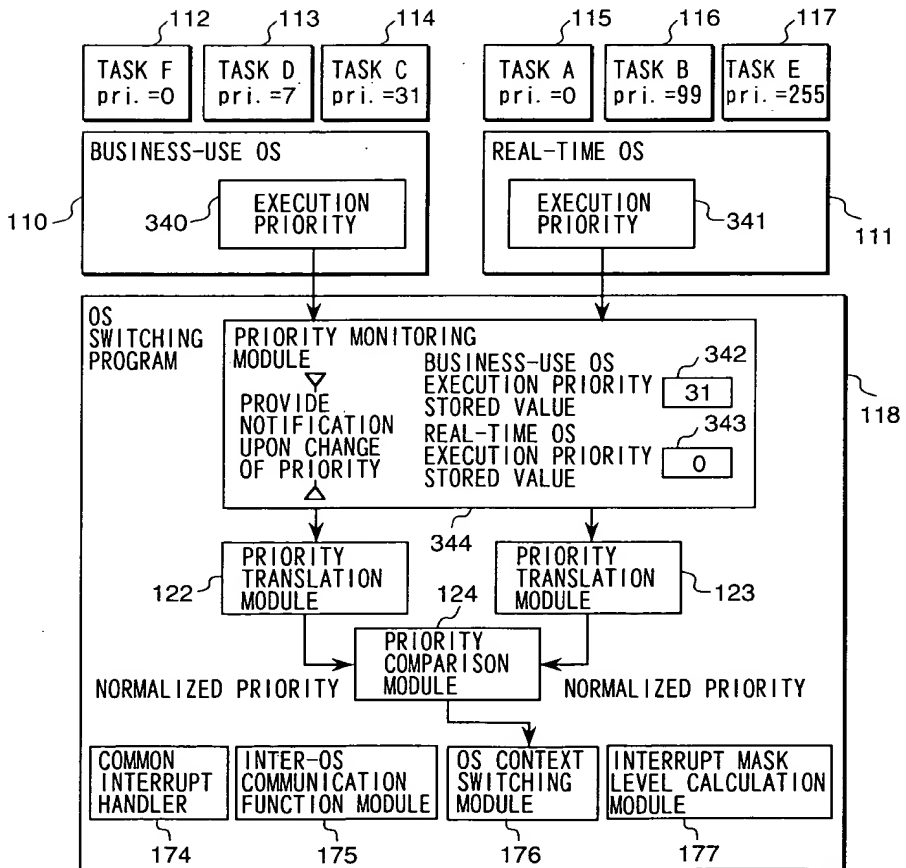 112
113
114
115
116
117
TASK F
pri.=0
TASK D
pri.=7
TASK C
pri.=31
TASK A
pri.=0
TASK B
pri.=99
TASK E
pri.=255
BUSINESS-USE OS
REAL-TIME OS
110
340
EXECUTION
PRIORITY
EXECUTION
PRIORITY
341
111
OS
SWITCHING
PROGRAM
PRIORITY MONITORING
MODULE
PROVIDE
NOTIFICATION
UPON CHANGE
OF PRIORITY
BUSINESS-USE OS
EXECUTION PRIORITY
STORED VALUE
342
31
REAL-TIME OS
EXECUTION PRIORITY
STORED VALUE
343
0
118
344
122
PRIORITY
TRANSLATION
MODULE
PRIORITY
TRANSLATION
MODULE
123
124
PRIORITY
COMPARISON
MODULE
NORMALIZED PRIORITY
NORMALIZED PRIORITY
COMMON
INTERRUPT
HANDLER
INTER-OS
COMMUNICATION
FUNCTION MODULE
OS CONTEXT
SWITCHING
MODULE
INTERRUPT MASK
LEVEL CALCULATION
MODULE
174
175
176
177